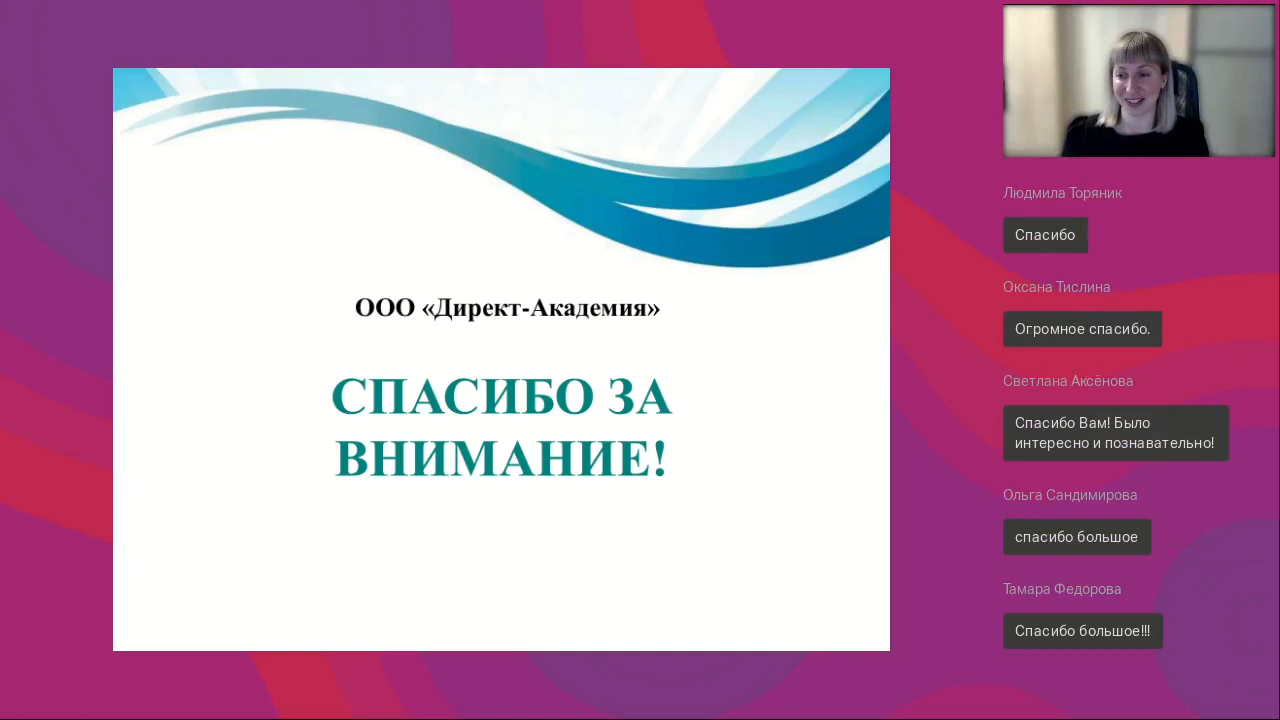 ООО «Директ-Академия»
СПАСИБО ЗА
ВНИМАНИЕ!
Людмила Торяник
Спасибо
Оксана Тислина
Огромное спасибо.
Светлана Аксёнова
Спасибо Вам! Было
интересно и познавательно!
Ольга Сандимирова
спасибо большое
Тамара Федорова
Спасибо большое!!!